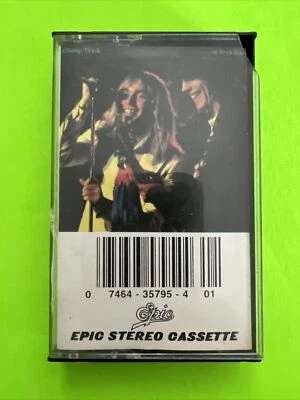 Cheap Trick at Budokan
0 7464-35795-4 01
Epic
EPIC STEREO CASSETTE